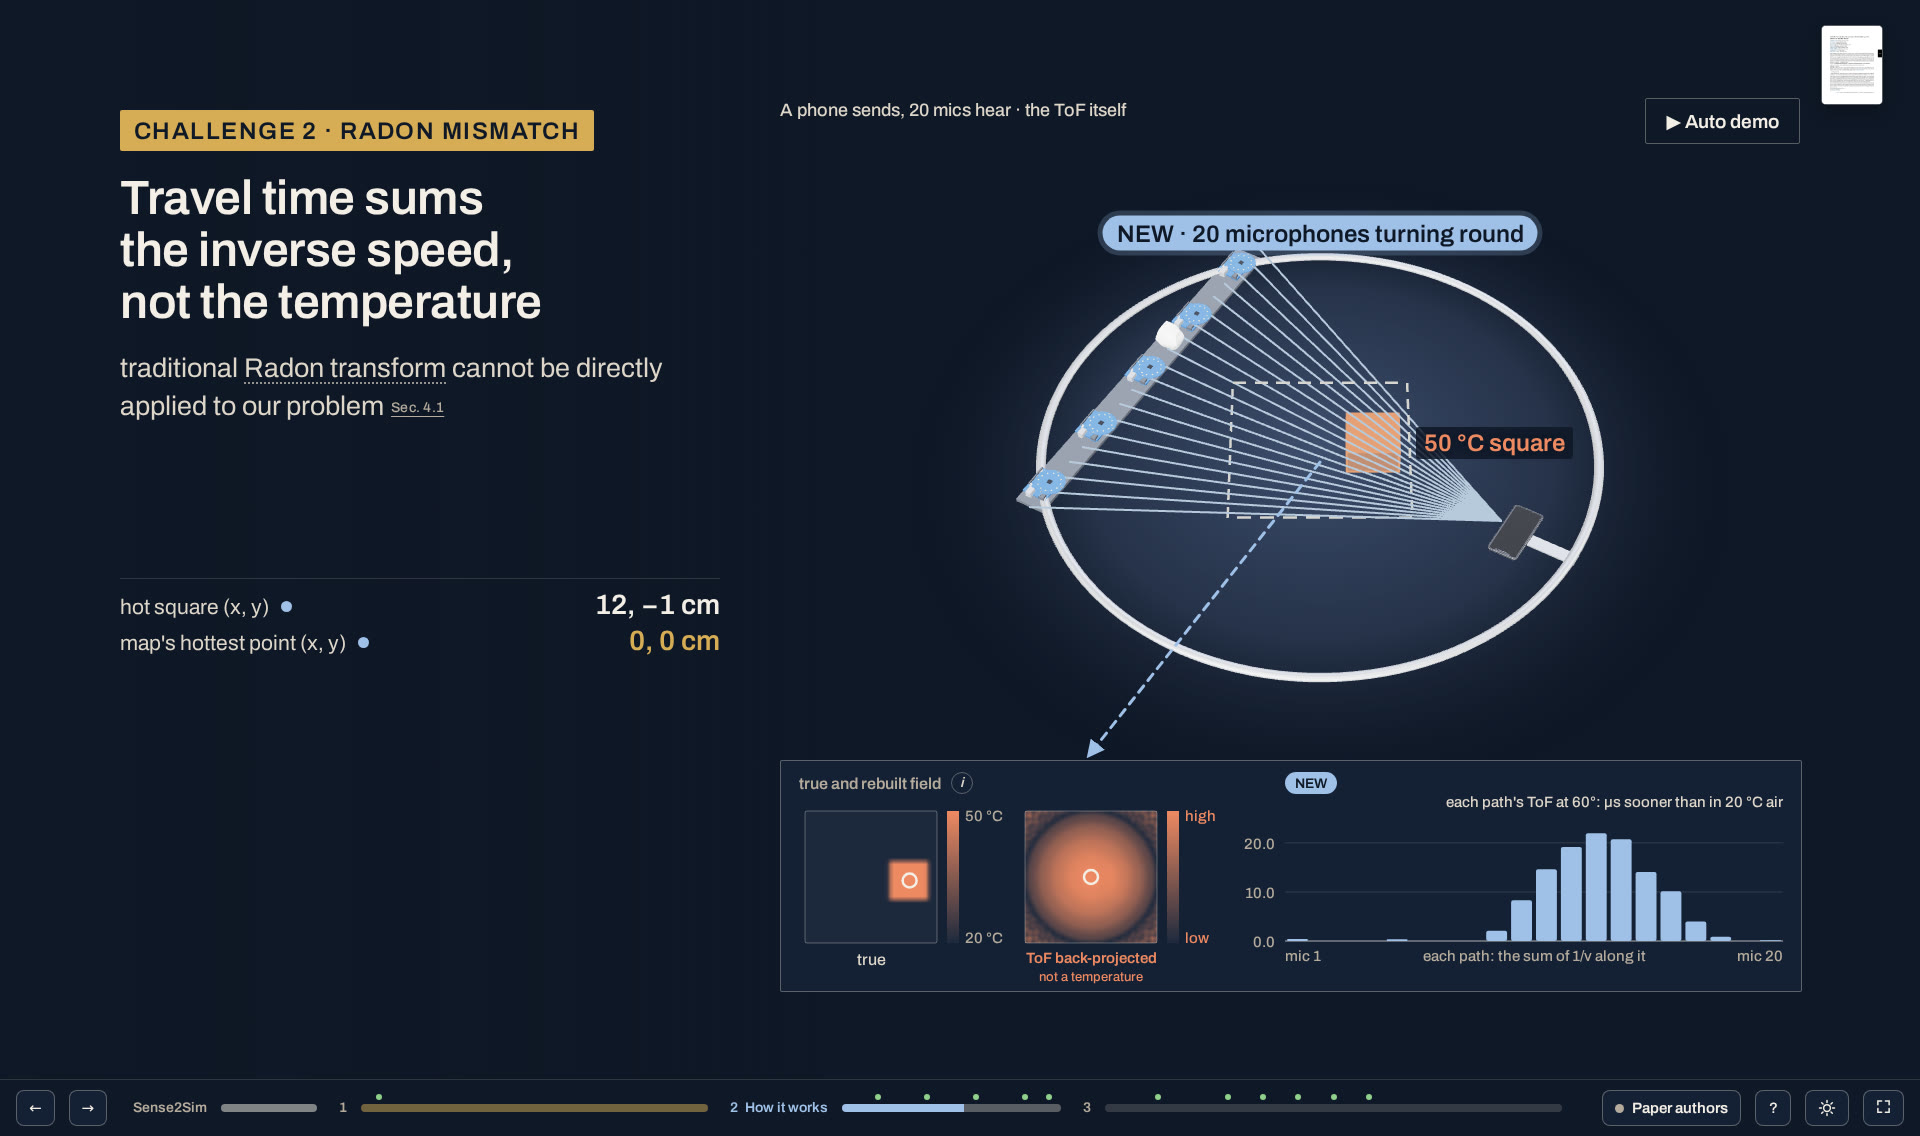 CHALLENGE 2 · RADON MISMATCH
Travel time sums
the inverse speed,
not the temperature
traditional Radon transform cannot be directly
applied to our problem Sec. 4.1
hot square (x, y)
12, −1 cm
map's hottest point (x, y)
0, 0 cm
A phone sends, 20 mics hear · the ToF itself
▶ Auto demo
NEW · 20 microphones turning round
50 °C square
true and rebuilt field i
50 °C
20 °C
true
high
low
ToF back-projected
not a temperature
NEW
each path's ToF at 60°: µs sooner than in 20 °C air
20.0
10.0
0.0
mic 1
each path: the sum of 1/v along it
mic 20
← → Sense2Sim 1 2 How it works 3 Paper authors ?